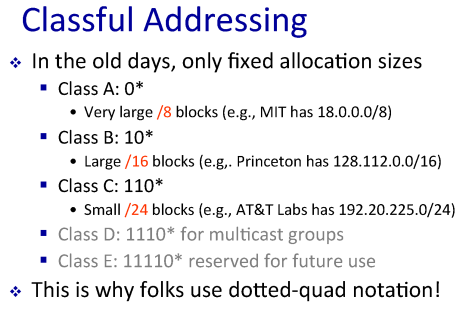 Classful Addressing
In the old days, only fixed allocation sizes
Class A: 0*
Very large /8 blocks (e.g., MIT has 18.0.0.0/8)
Class B: 10*
Large /16 blocks (e.g,. Princeton has 128.112.0.0/16)
Class C: 110*
Small /24 blocks (e.g., AT&T Labs has 192.20.225.0/24)
Class D: 1110* for multicast groups
Class E: 11110* reserved for future use
This is why folks use dotted-quad notation!